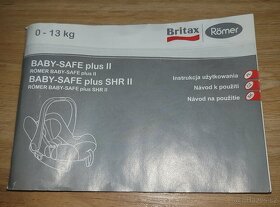 0 - 13 kg
Britax Römer
BABY-SAFE plus II
RÖMER BABY-SAFE plus II
BABY-SAFE plus SHR II
RÖMER BABY-SAFE plus SHR II
Instrukcja użytkowania
Návod k použití
Návod na použitie